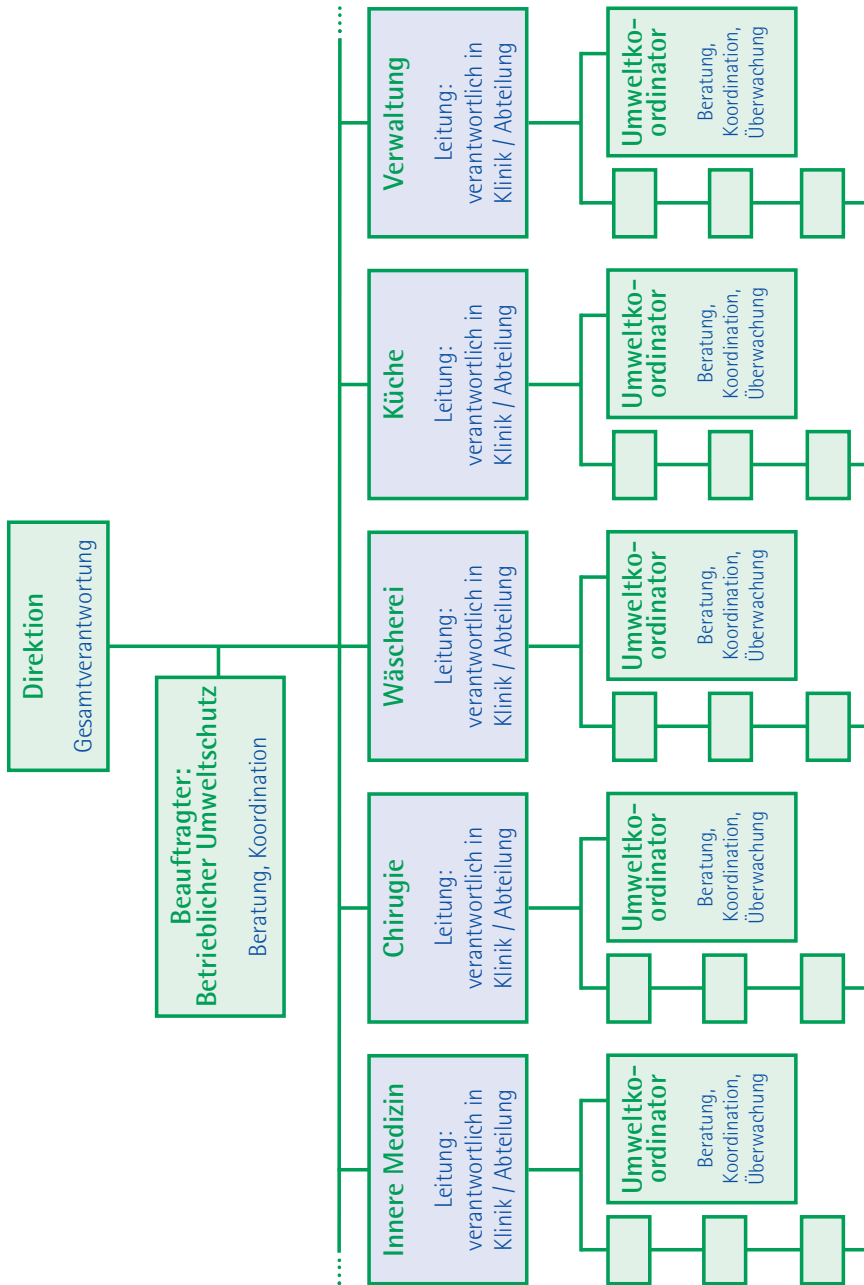 Direktion
Gesamtverantwortung
Beauftragter:
Betrieblicher Umweltschutz
Beratung, Koordination
Innere Medizin
Leitung:
verantwortlich in
Klinik / Abteilung
Chirugie
Leitung:
verantwortlich in
Klinik / Abteilung
Wäscherei
Leitung:
verantwortlich in
Klinik / Abteilung
Küche
Leitung:
verantwortlich in
Klinik / Abteilung
Verwaltung
Leitung:
verantwortlich in
Klinik / Abteilung
Umweltko-
ordinator
Beratung,
Koordination,
Überwachung
Umweltko-
ordinator
Beratung,
Koordination,
Überwachung
Umweltko-
ordinator
Beratung,
Koordination,
Überwachung
Umweltko-
ordinator
Beratung,
Koordination,
Überwachung
Umweltko-
ordinator
Beratung,
Koordination,
Überwachung